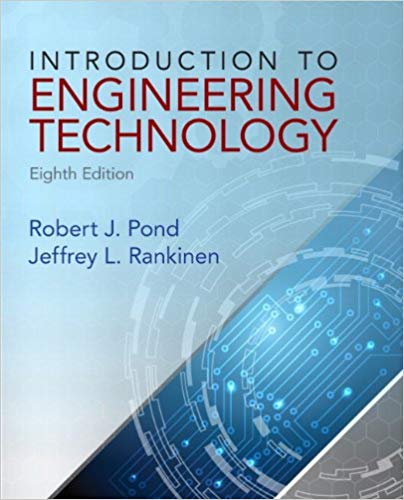 INTRODUCTION TO
ENGINEERING
TECHNOLOGY
Eighth Edition
Robert J. Pond
Jeffrey L. Rankinen